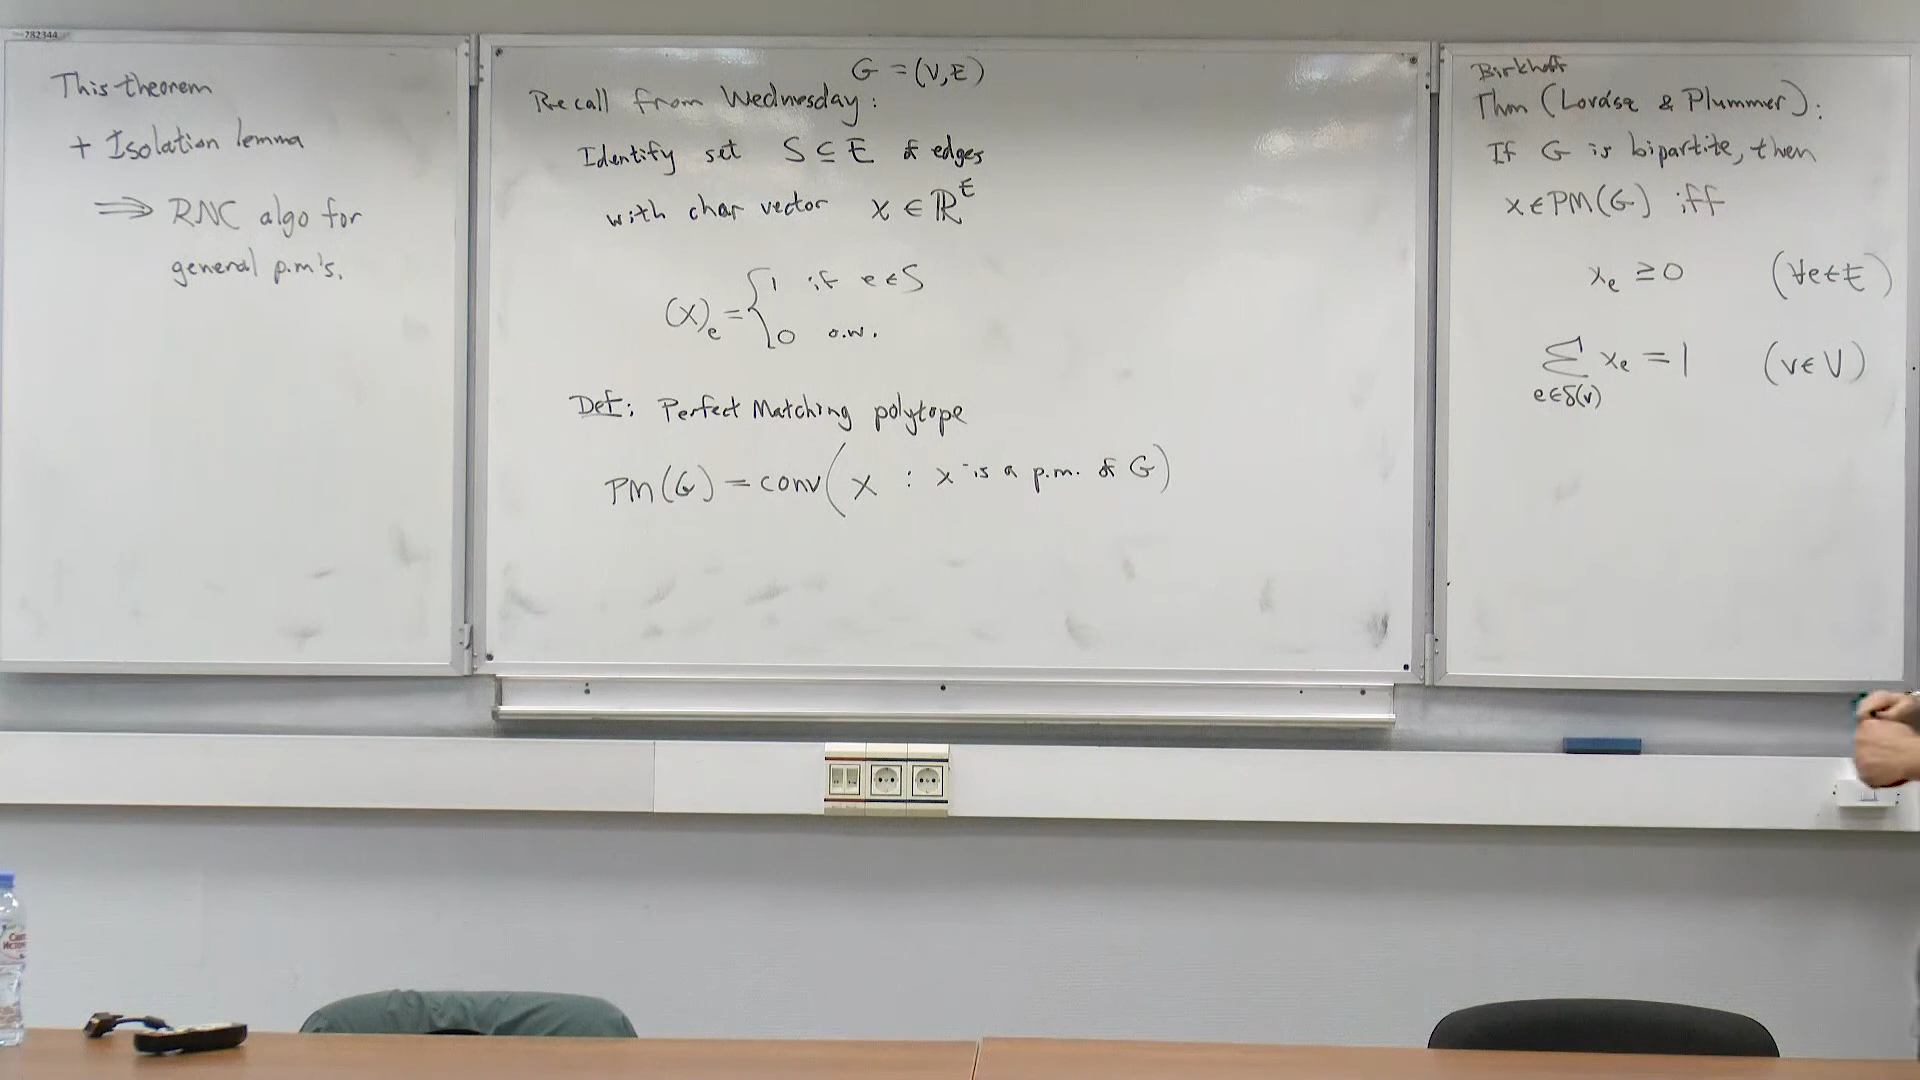 782344
This theorem
+ Isolation lemma
⟹ RNC algo for
general p.m's.
G = (V,E)
Recall from Wednesday:
Identify set S ⊆ E of edges
with char vector x ∈ ℝ^E
(x)_e = { 1 if e∈S
0 o.w.
Def: Perfect Matching polytope
PM(G) = conv(x : x is a p.m. of G)
Birkhoff
Thm (Lovász & Plummer):
If G is bipartite, then
x∈PM(G) iff
x_e ≥ 0 (∀e∈E)
∑ x_e = 1 (v∈V)
e∈δ(v)